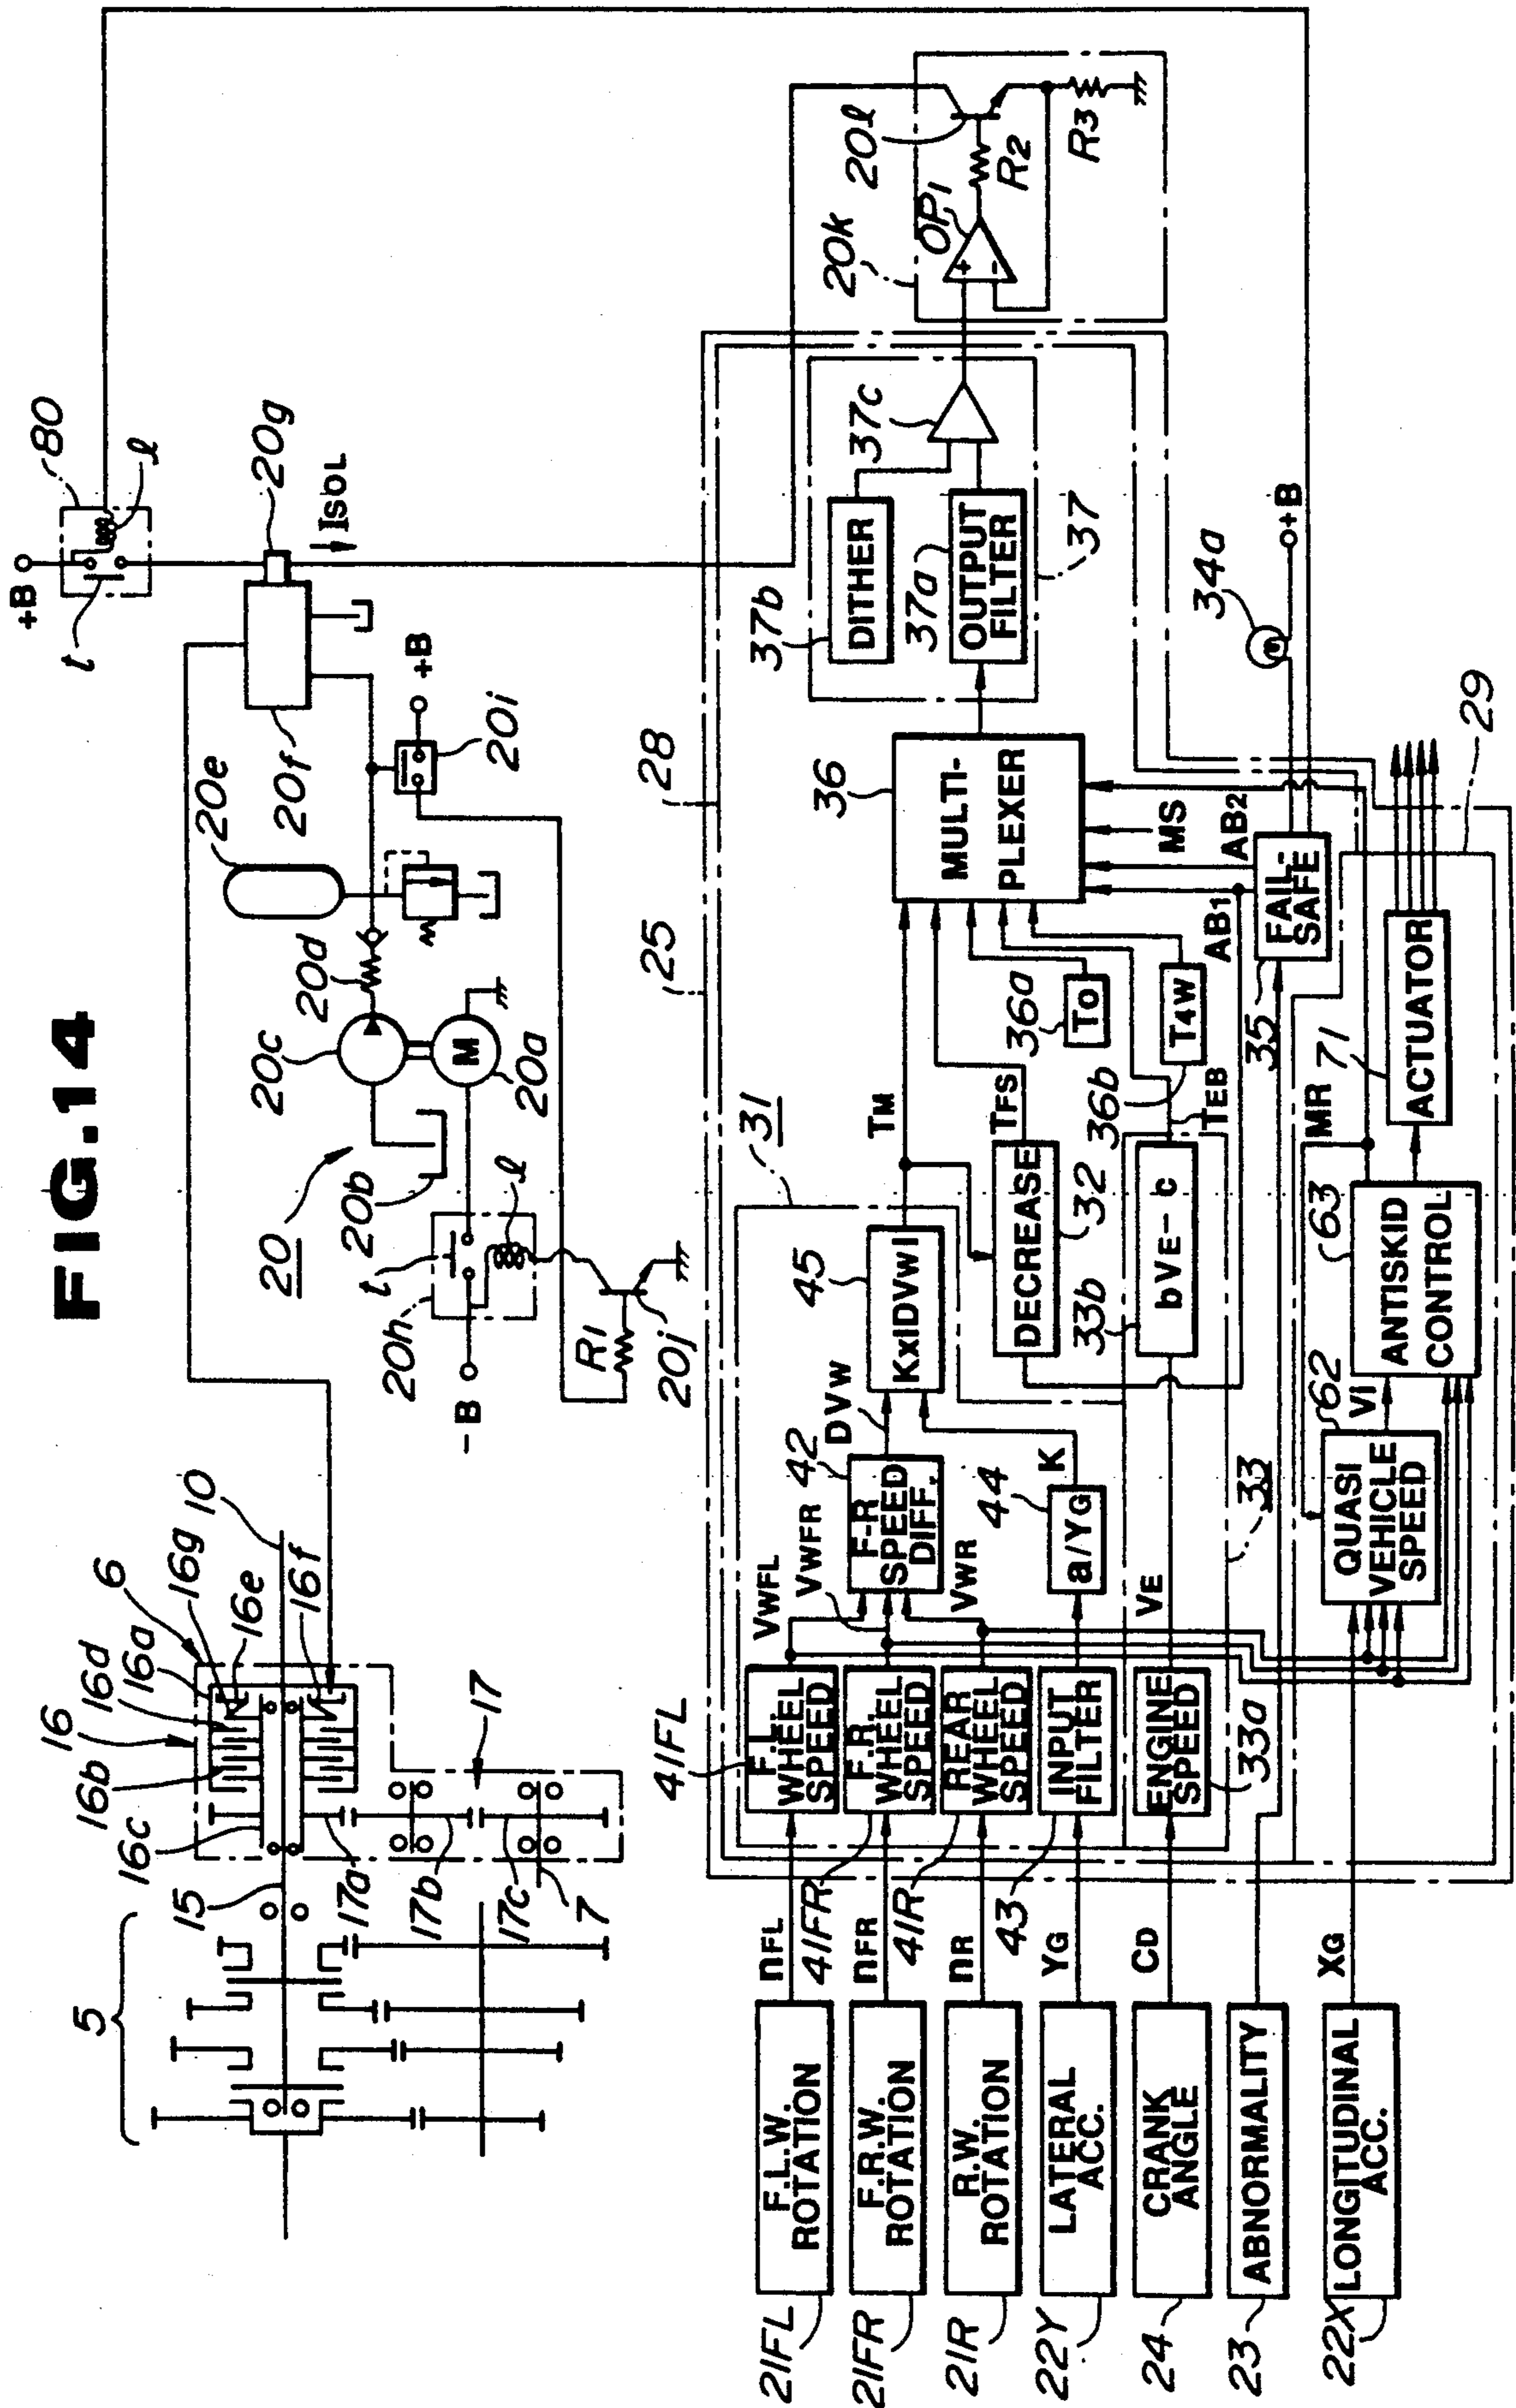 FIG.14
5
15
16c
16b
16
16d
16a
6
16g
16e
16f
10
17a
17b
17c
7
17
20
20b
20c
20a
M
20d
20e
20f
20g
20h
t
l
-B
R1
20j
20i
+B
+B
80
t
l
ISOL
25
28
31
21FL
F.L.W.
ROTATION
nFL
41FL
F.L.
WHEEL
SPEED
VWFL
21FR
F.R.W.
ROTATION
nFR
41FR
F.R.
WHEEL
SPEED
VWFR
21R
R.W.
ROTATION
nR
41R
REAR
WHEEL
SPEED
VWR
22Y
LATERAL
ACC.
YG
43
INPUT
FILTER
44
a/YG
K
42
F-R
SPEED
DIFF.
DVW
45
Kx|DVW|
TM
DECREASE
32
TFS
24
CRANK
ANGLE
CD
ENGINE
SPEED
33a
VE
33b
bVE - c
TEB
33
36a
To
36b
T4W
36
MULTI-
PLEXER
MS
AB1
AB2
37b
DITHER
37a
OUTPUT
FILTER
37c
37
20k
OP1
+
-
R2
20l
R3
23
ABNORMALITY
35
FAIL-
SAFE
34a
+B
22X
LONGITUDINAL
ACC.
XG
62
QUASI
VEHICLE
SPEED
VI
63
ANTISKID
CONTROL
MR
71
ACTUATOR
29